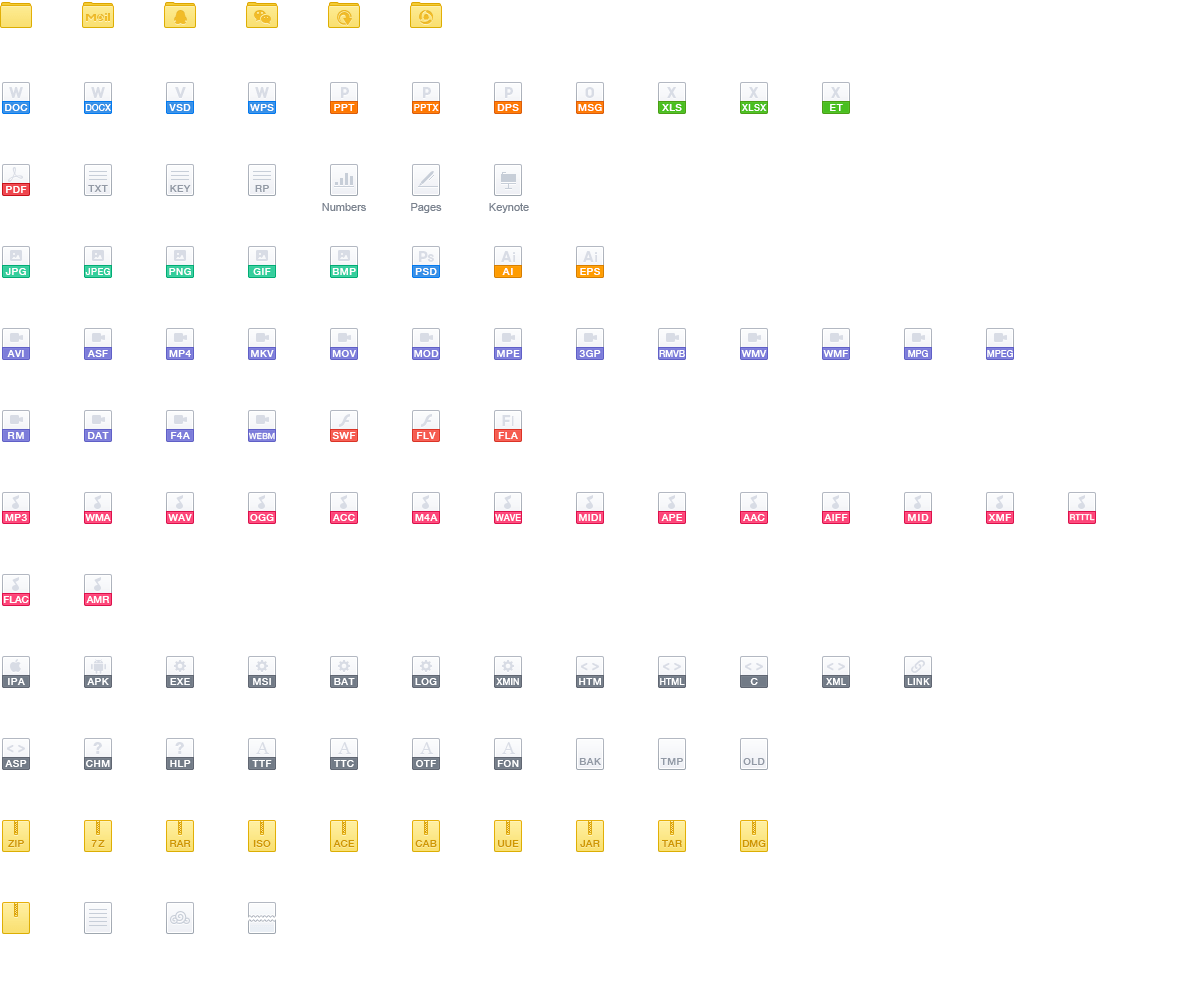 M@il
W W V W P P P O X X X
DOC DOCX VSD WPS PPT PPTX DPS MSG XLS XLSX ET
PDF TXT KEY RP
Numbers Pages Keynote
Ps Ai Ai
JPG JPEG PNG GIF BMP PSD AI EPS
AVI ASF MP4 MKV MOV MOD MPE 3GP RMVB WMV WMF MPG MPEG
Fl
RM DAT F4A WEBM SWF FLV FLA
MP3 WMA WAV OGG ACC M4A WAVE MIDI APE AAC AIFF MID XMF RTTTL
FLAC AMR
< > < > < > < >
IPA APK EXE MSI BAT LOG XMIN HTM HTML C XML LINK
< > ? ? A A A A
ASP CHM HLP TTF TTC OTF FON BAK TMP OLD
ZIP 7Z RAR ISO ACE CAB UUE JAR TAR DMG